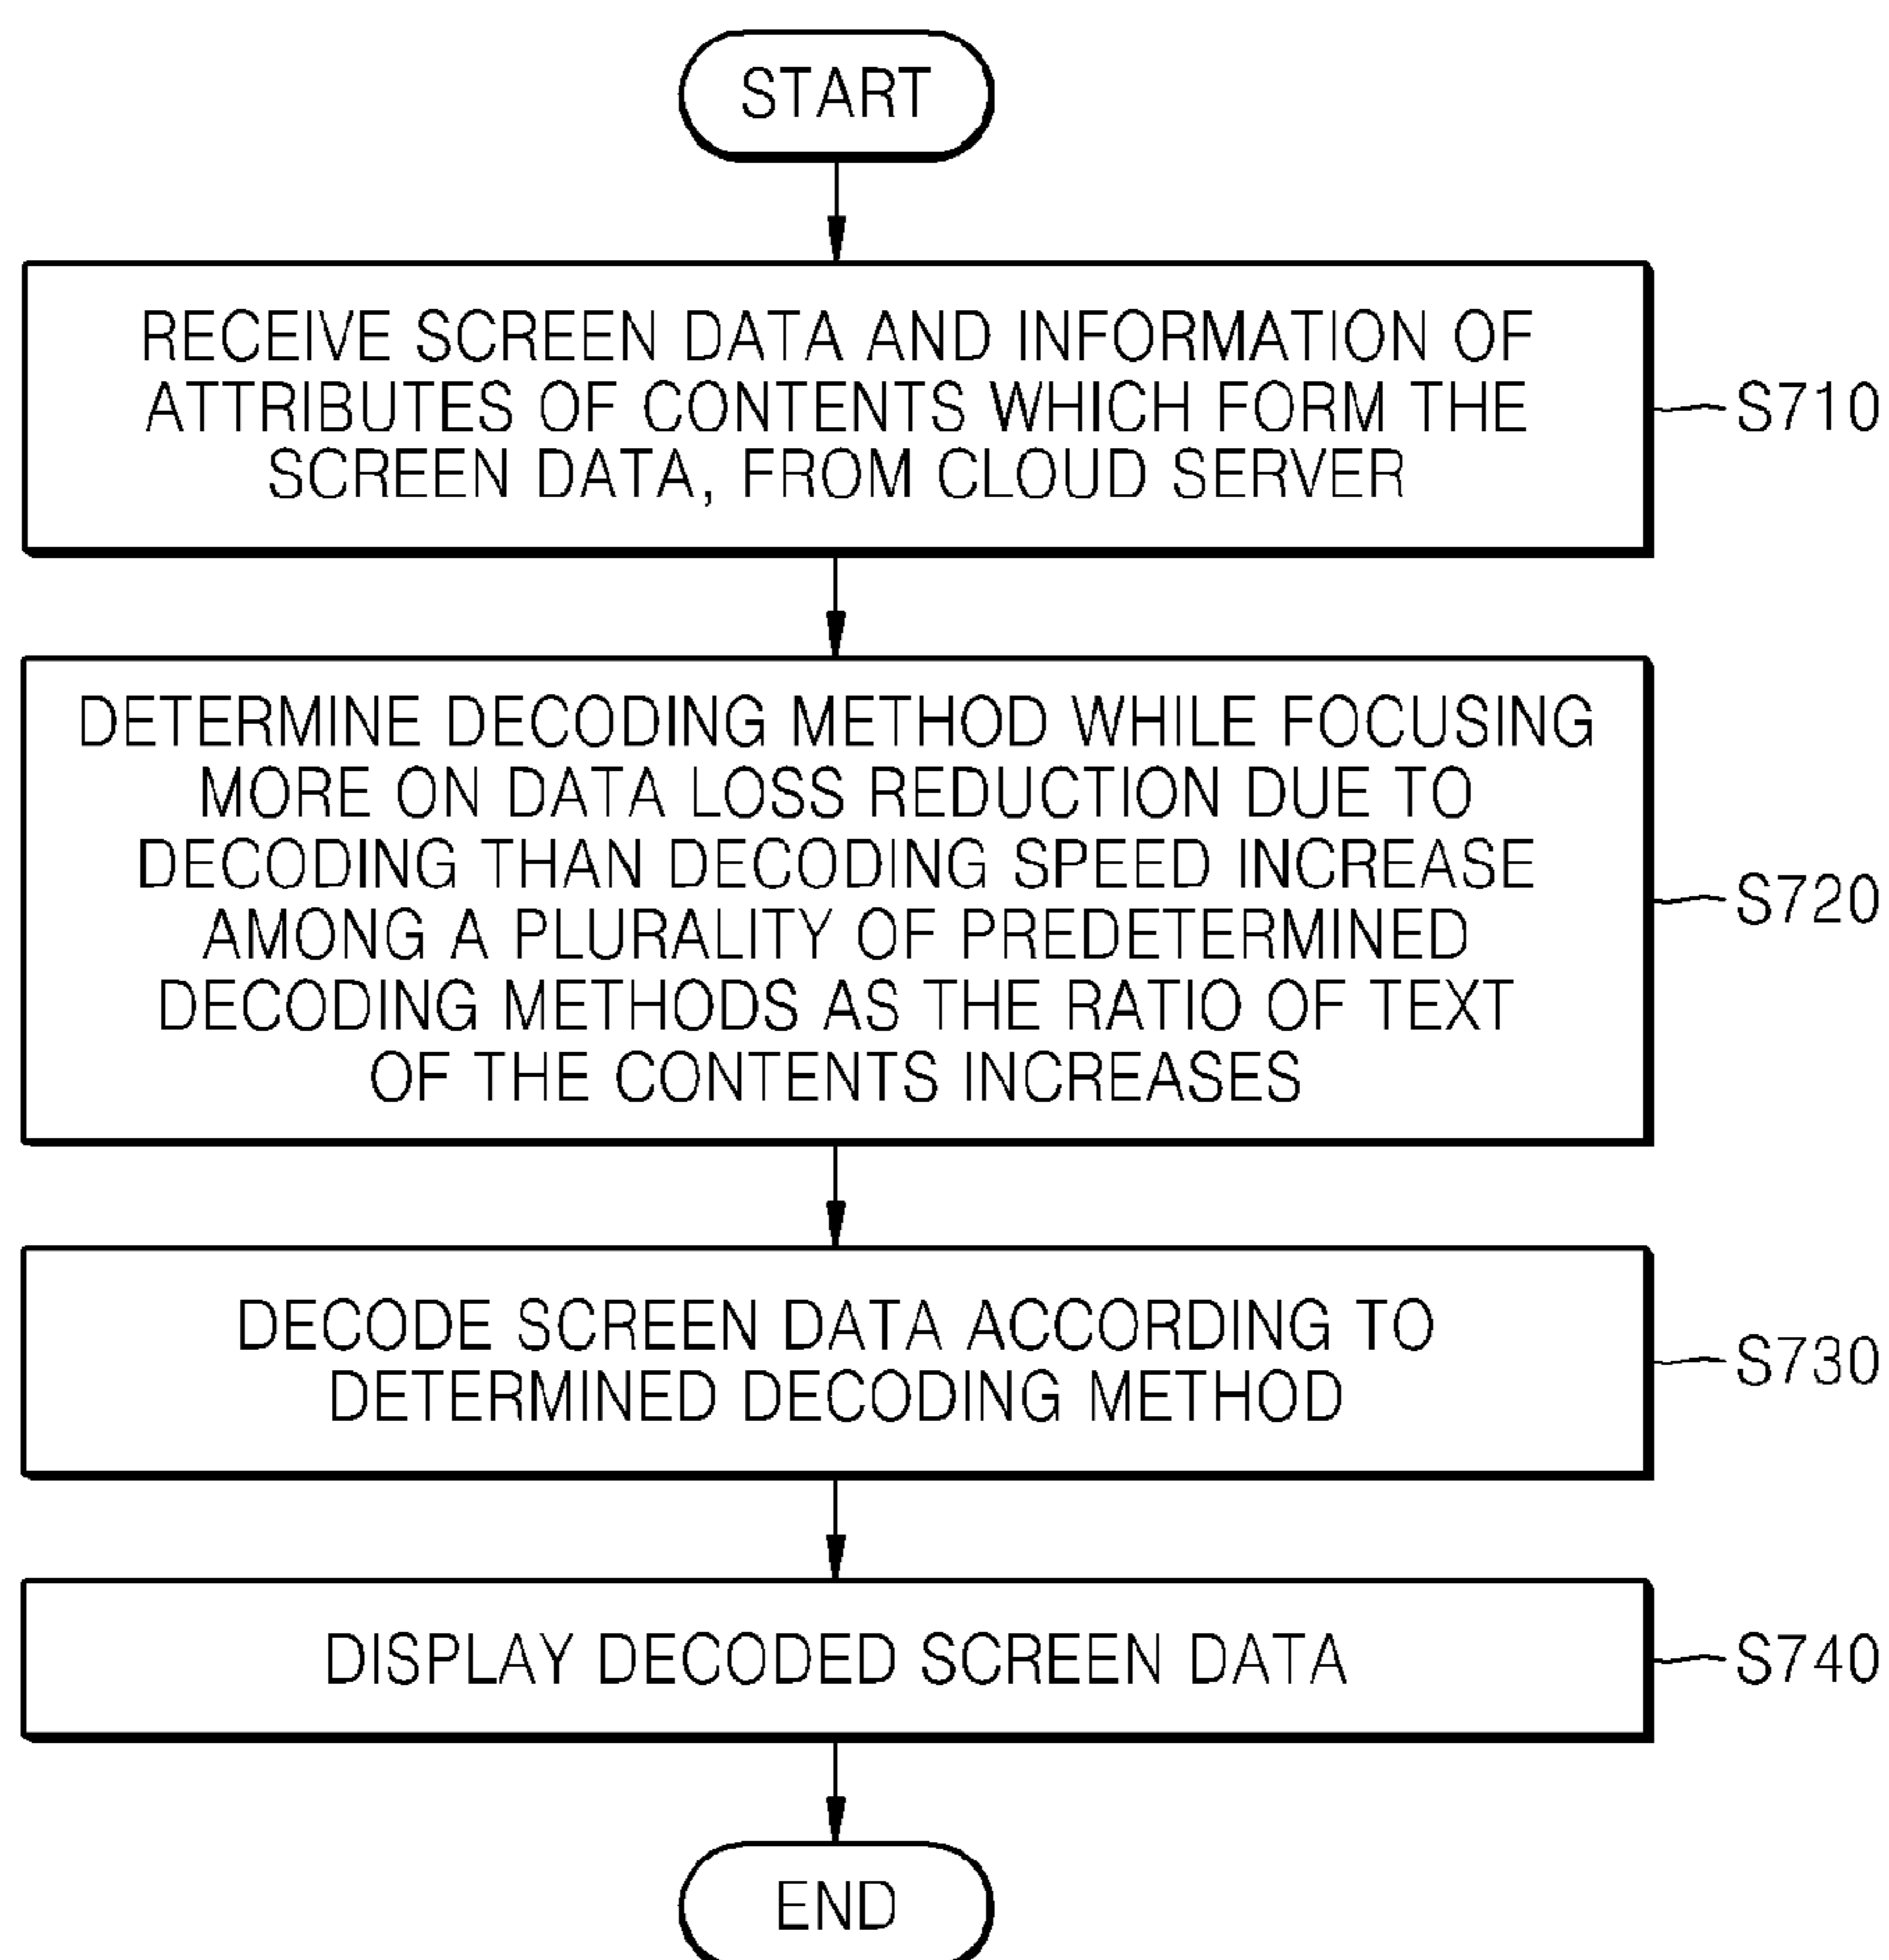 START
RECEIVE SCREEN DATA AND INFORMATION OF
ATTRIBUTES OF CONTENTS WHICH FORM THE
SCREEN DATA, FROM CLOUD SERVER
S710
DETERMINE DECODING METHOD WHILE FOCUSING
MORE ON DATA LOSS REDUCTION DUE TO
DECODING THAN DECODING SPEED INCREASE
AMONG A PLURALITY OF PREDETERMINED
DECODING METHODS AS THE RATIO OF TEXT
OF THE CONTENTS INCREASES
S720
DECODE SCREEN DATA ACCORDING TO
DETERMINED DECODING METHOD
S730
DISPLAY DECODED SCREEN DATA
S740
END